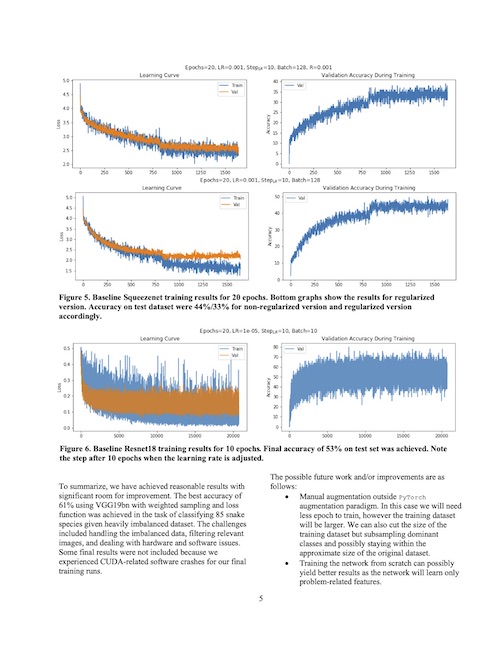 Epochs=20, LR=0.001, StepLR=10, Batch=128, R=0.001
Learning Curve
Validation Accuracy During Training
Train
Val
Val
Loss
Accuracy
5.0
4.5
4.0
3.5
3.0
2.5
2.0
0 250 500 750 1000 1250 1500
40
35
30
25
20
15
10
5
0
0 250 500 750 1000 1250 1500
Epochs=20, LR=0.001, StepLR=10, Batch=128
Learning Curve
Validation Accuracy During Training
Train
Val
Val
Loss
Accuracy
5.0
4.5
4.0
3.5
3.0
2.5
2.0
1.5
0 250 500 750 1000 1250 1500
50
40
30
20
10
0
0 250 500 750 1000 1250 1500
Figure 5. Baseline Squeezenet training results for 20 epochs. Bottom graphs show the results for regularized
version. Accuracy on test dataset were 44%/33% for non-regularized version and regularized version
accordingly.
Epochs=20, LR=1e-05, StepLR=10, Batch=10
Learning Curve
Validation Accuracy During Training
Train
Val
Val
Loss
Accuracy
0.5
0.4
0.3
0.2
0.1
0.0
0 5000 10000 15000 20000
80
70
60
50
40
30
20
10
0
0 5000 10000 15000 20000
Figure 6. Baseline Resnet18 training results for 10 epochs. Final accuracy of 53% on test set was achieved. Note
the step after 10 epochs when the learning rate is adjusted.
To summarize, we have achieved reasonable results with
significant room for improvement. The best accuracy of
61% using VGG19bn with weighted sampling and loss
function was achieved in the task of classifying 85 snake
species given heavily imbalanced dataset. The challenges
included handling the imbalanced data, filtering relevant
images, and dealing with hardware and software issues.
Some final results were not included because we
experienced CUDA-related software crashes for our final
training runs.
The possible future work and/or improvements are as
follows:
• Manual augmentation outside PyTorch
augmentation paradigm. In this case we will need
less epoch to train, however the training dataset
will be larger. We can also cut the size of the
training dataset but subsampling dominant
classes and possibly staying within the
approximate size of the original dataset.
• Training the network from scratch can possibly
yield better results as the network will learn only
problem-related features.
5